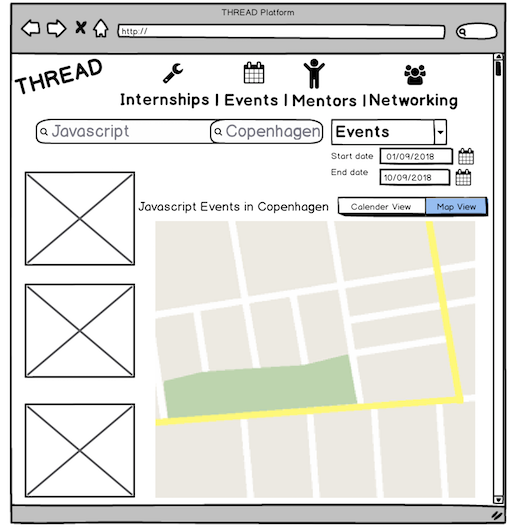 THREAD Platform
http://
THREAD
Internships | Events | Mentors | Networking
Javascript
Copenhagen
Events
Start date 01/09/2018
End date 10/09/2018
Javascript Events in Copenhagen
Calender View
Map View